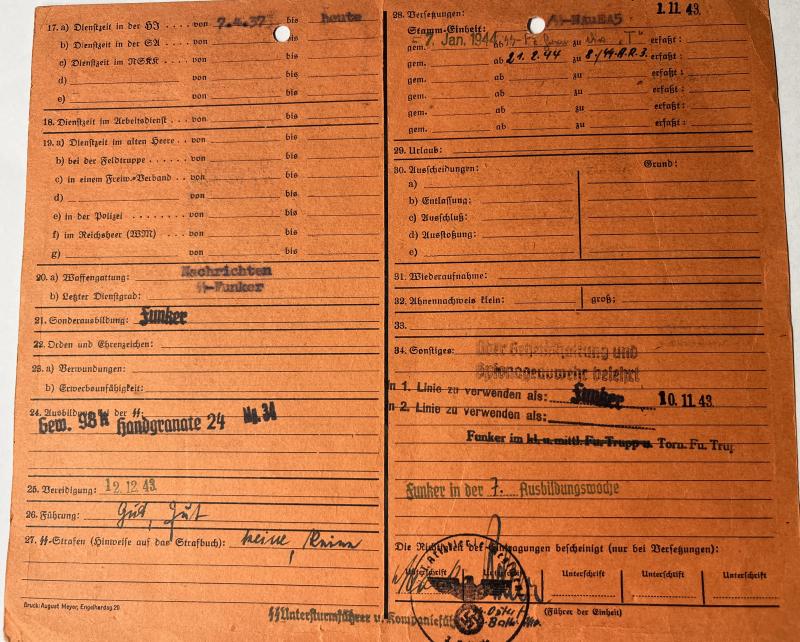 17. a) Dienstzeit in der HJ von 7.4.37 bis heute
b) Dienstzeit in der SA von bis
c) Dienstzeit im NSKK von bis
d) von bis
e) von bis
18. Dienstzeit im Arbeitsdienst von bis
19. a) Dienstzeit im alten Heere von bis
b) bei der Feldtruppe von bis
c) in einem Freiw.-Verband von bis
d) von bis
e) in der Polizei von bis
f) im Reichsheer (WM) von bis
g) von bis
20. a) Waffengattung: Nachrichten
b) Letzter Dienstgrad: ᛋᛋ-Funker
21. Sonderausbildung: Funker
22. Orden und Ehrenzeichen:
23. a) Verwundungen:
b) Erwerbsunfähigkeit:
24. Ausbildung bei der ᛋᛋ:
Gew. 98 K Handgranate 24 Mg. 34
25. Vereidigung: 12.12.43
26. Führung: Gut, Gut
27. ᛋᛋ-Strafen (Hinweise auf das Strafbuch): keine, Keine
Druck: August Meyer, Engelhardsg. 20
28. Versetzungen: 1.11.43.
Stamm-Einheit:
- 7. Jan. 1944
gem. ab zu "T" erfaßt:
gem. ab 21.2.44 zu erfaßt:
gem. ab zu erfaßt:
gem. ab zu erfaßt:
gem. ab zu erfaßt:
gem. ab zu erfaßt:
29. Urlaub:
30. Ausscheidungen: Grund:
a)
b) Entlassung:
c) Ausschluß:
d) Ausstoßung:
e)
31. Wiederaufnahme:
32. Ahnennachweis klein: groß:
33.
34. Sonstiges: Über Geheimhaltung und
Spionageabwehr belehrt
In 1. Linie zu verwenden als: Funker 10.11.43.
In 2. Linie zu verwenden als:
Funker im kl. u. mittl. Fu. Trupp u. Torn. Fu. Trup
Funker in der 7. Ausbildungswoche
Die Richtigkeit der Eintragungen bescheinigt (nur bei Versetzungen):
Unterschrift Unterschrift Unterschrift Unterschrift Unterschrift
(Führer der Einheit)
ᛋᛋ Untersturmführer u. Kompanieführer